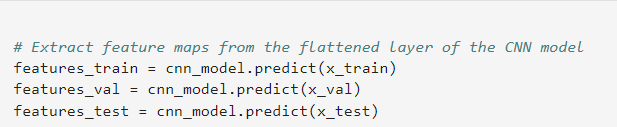 # Extract feature maps from the flattened layer of the CNN model
features_train = cnn_model.predict(x_train)
features_val = cnn_model.predict(x_val)
features_test = cnn_model.predict(x_test)